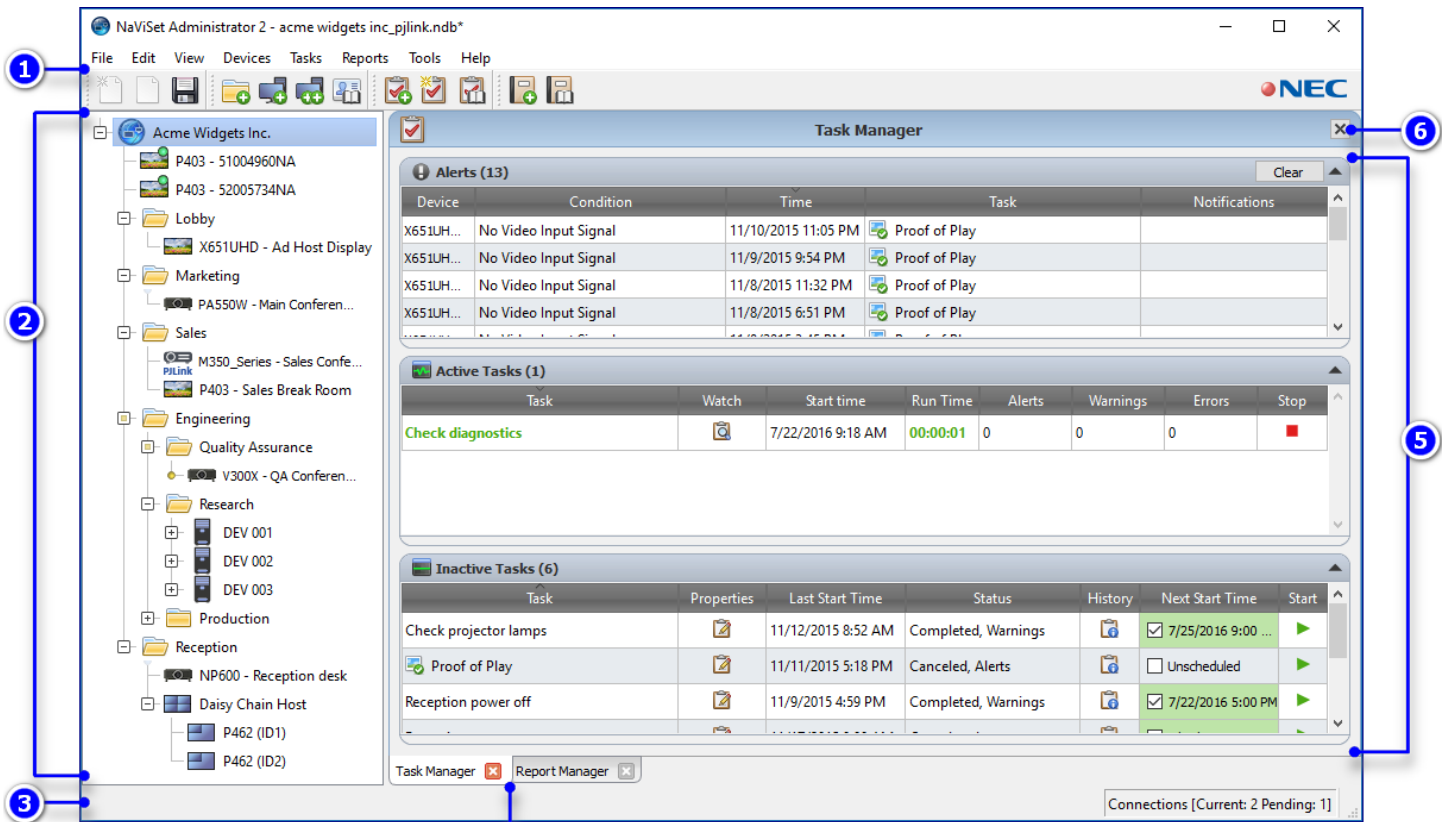 NaViSet Administrator 2 - acme widgets inc_pjlink.ndb*
File Edit View Devices Tasks Reports Tools Help
1
NEC
2
Acme Widgets Inc.
P403 - 51004960NA
P403 - 52005734NA
Lobby
X651UHD - Ad Host Display
Marketing
PA550W - Main Conferen...
Sales
PJLink M350_Series - Sales Confe...
P403 - Sales Break Room
Engineering
Quality Assurance
V300X - QA Conferen...
Research
DEV 001
DEV 002
DEV 003
Production
Reception
NP600 - Reception desk
Daisy Chain Host
P462 (ID1)
P462 (ID2)
Task Manager
6
Alerts (13) Clear
Device Condition Time Task Notifications
X651UH... No Video Input Signal 11/10/2015 11:05 PM Proof of Play
X651UH... No Video Input Signal 11/9/2015 9:54 PM Proof of Play
X651UH... No Video Input Signal 11/8/2015 11:32 PM Proof of Play
X651UH... No Video Input Signal 11/8/2015 6:51 PM Proof of Play
Active Tasks (1)
Task Watch Start time Run Time Alerts Warnings Errors Stop
Check diagnostics 7/22/2016 9:18 AM 00:00:01 0 0 0
5
Inactive Tasks (6)
Task Properties Last Start Time Status History Next Start Time Start
Check projector lamps 11/12/2015 8:52 AM Completed, Warnings 7/25/2016 9:00 ...
Proof of Play 11/11/2015 5:18 PM Canceled, Alerts Unscheduled
Reception power off 11/9/2015 4:59 PM Completed, Warnings 7/22/2016 5:00 PM
Task Manager Report Manager
3
Connections [Current: 2 Pending: 1]